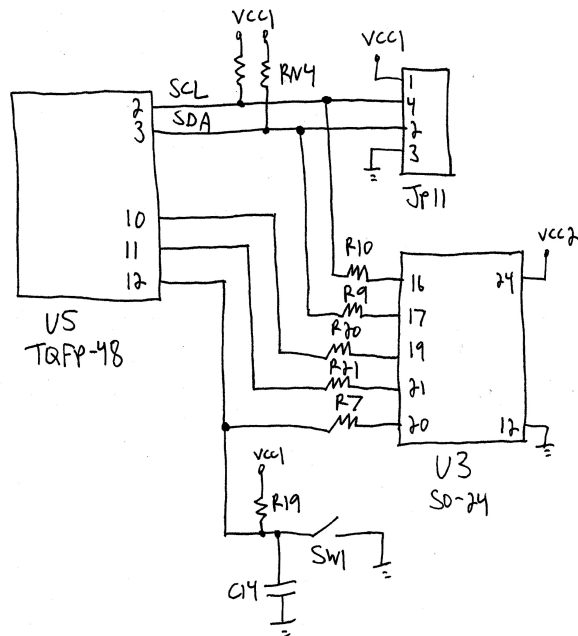 VCC1
RN4
VCC1
SCL
SDA
2
3
10
11
12
1
4
2
3
JP11
U5
TQFP-48
R10
R9
R20
R21
R7
16
17
19
21
20
24
12
VCC2
U3
SO-24
VCC1
R19
SW1
C14